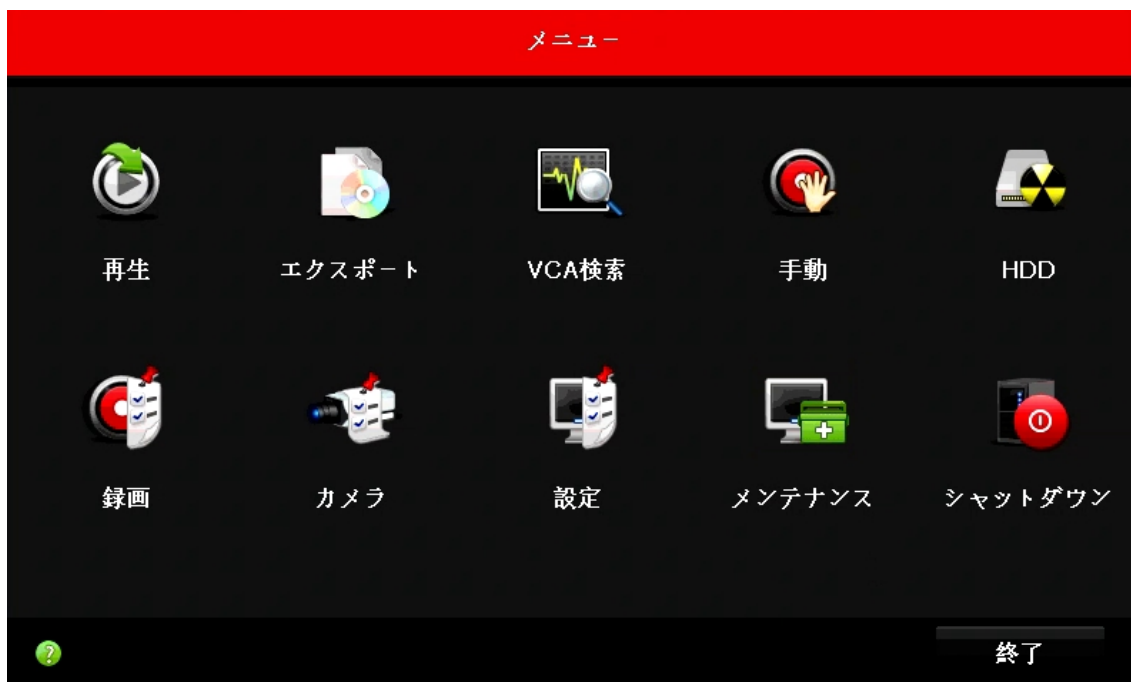 メニュー
再生
エクスポート
VCA検索
手動
HDD
録画
カメラ
設定
メンテナンス
シャットダウン
?
終了